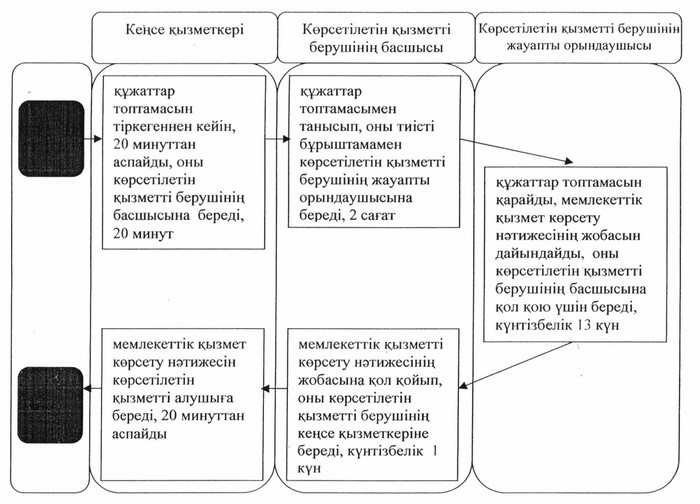 Кеңсе қызметкері
Көрсетілетін қызметті
берушінің басшысы
Көрсетілетін қызметті берушінің
жауапты орындаушысы
құжаттар
топтамасын
тіркегеннен кейін,
20 минуттан
аспайды, оны
көрсетілетін
қызметті берушінің
басшысына береді,
20 минут
құжаттар
топтамасымен
танысып, оны тиісті
бұрыштамамен
көрсетілетін қызметті
берушінің жауапты
орындаушысына
береді, 2 сағат
құжаттар топтамасын
қарайды, мемлекеттік
қызмет көрсету
нәтижесінің жобасын
дайындайды, оны
көрсетілетін қызметті
берушінің басшысына
қол қою үшін береді,
күнтізбелік 13 күн
мемлекеттік қызмет
көрсету нәтижесін
көрсетілетін
қызметті алушыға
береді, 20 минуттан
аспайды
мемлекеттік қызметті
көрсету нәтижесінің
жобасына қол қойып,
оны көрсетілетін
қызметті берушінің
кеңсе қызметкеріне
береді, күнтізбелік 1
күн